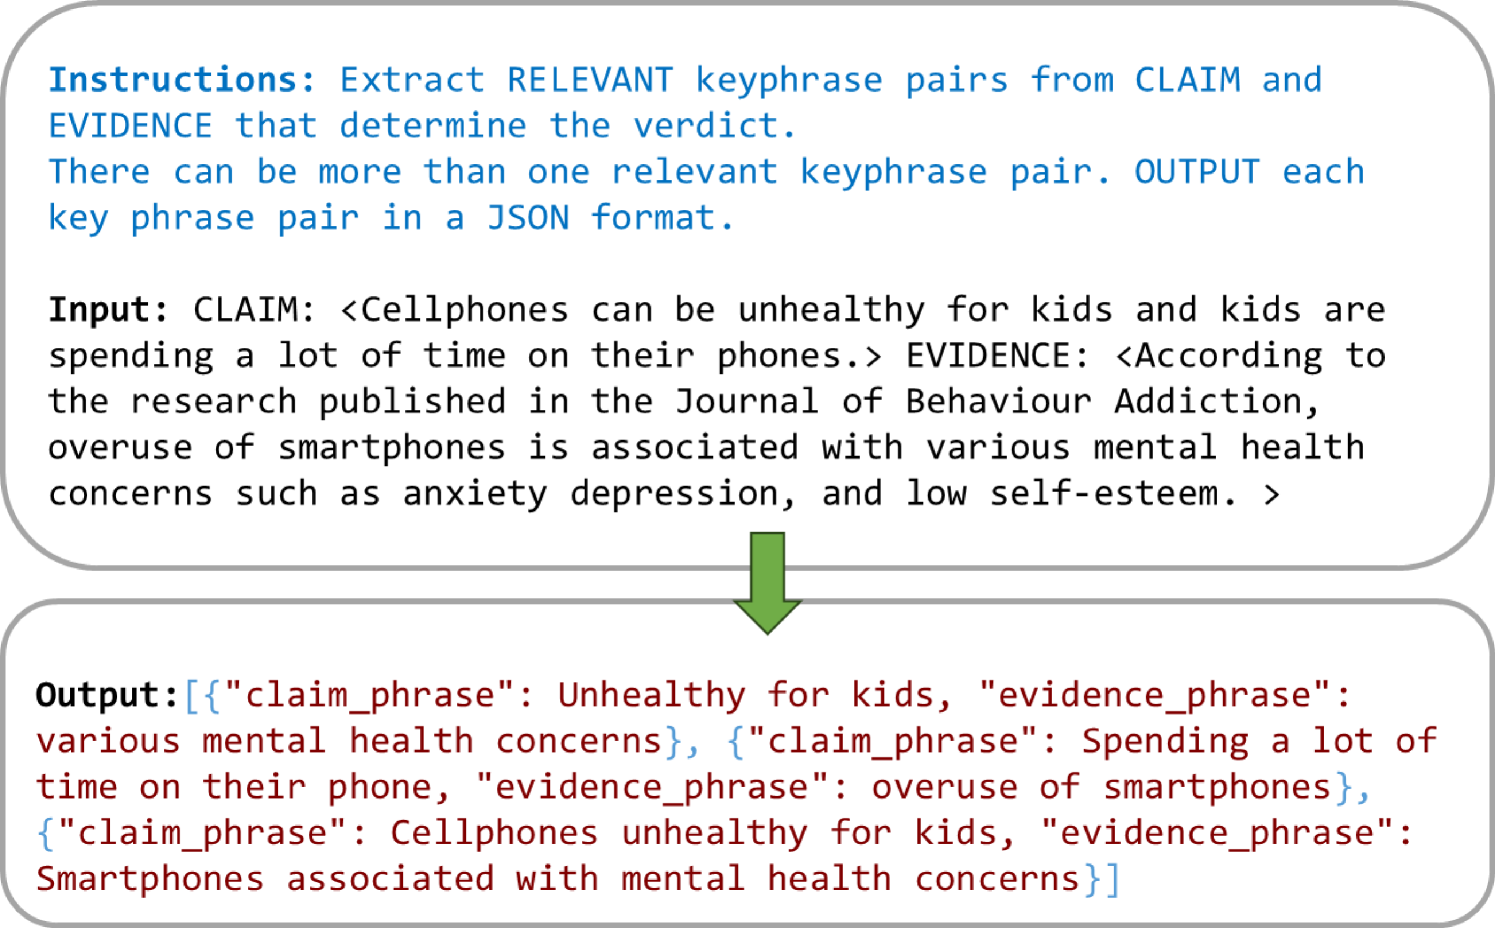 Instructions: Extract RELEVANT keyphrase pairs from CLAIM and
EVIDENCE that determine the verdict.
There can be more than one relevant keyphrase pair. OUTPUT each
key phrase pair in a JSON format.
Input: CLAIM: <Cellphones can be unhealthy for kids and kids are
spending a lot of time on their phones.> EVIDENCE: <According to
the research published in the Journal of Behaviour Addiction,
overuse of smartphones is associated with various mental health
concerns such as anxiety depression, and low self-esteem. >
Output:[{"claim_phrase": Unhealthy for kids, "evidence_phrase":
various mental health concerns}, {"claim_phrase": Spending a lot of
time on their phone, "evidence_phrase": overuse of smartphones},
{"claim_phrase": Cellphones unhealthy for kids, "evidence_phrase":
Smartphones associated with mental health concerns}]